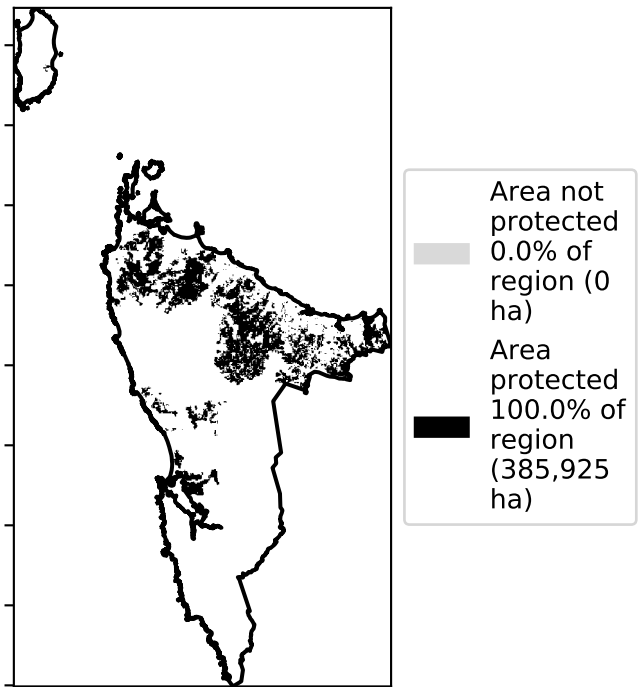 Area not
protected
0.0% of
region (0
ha)
Area
protected
100.0% of
region
(385,925
ha)